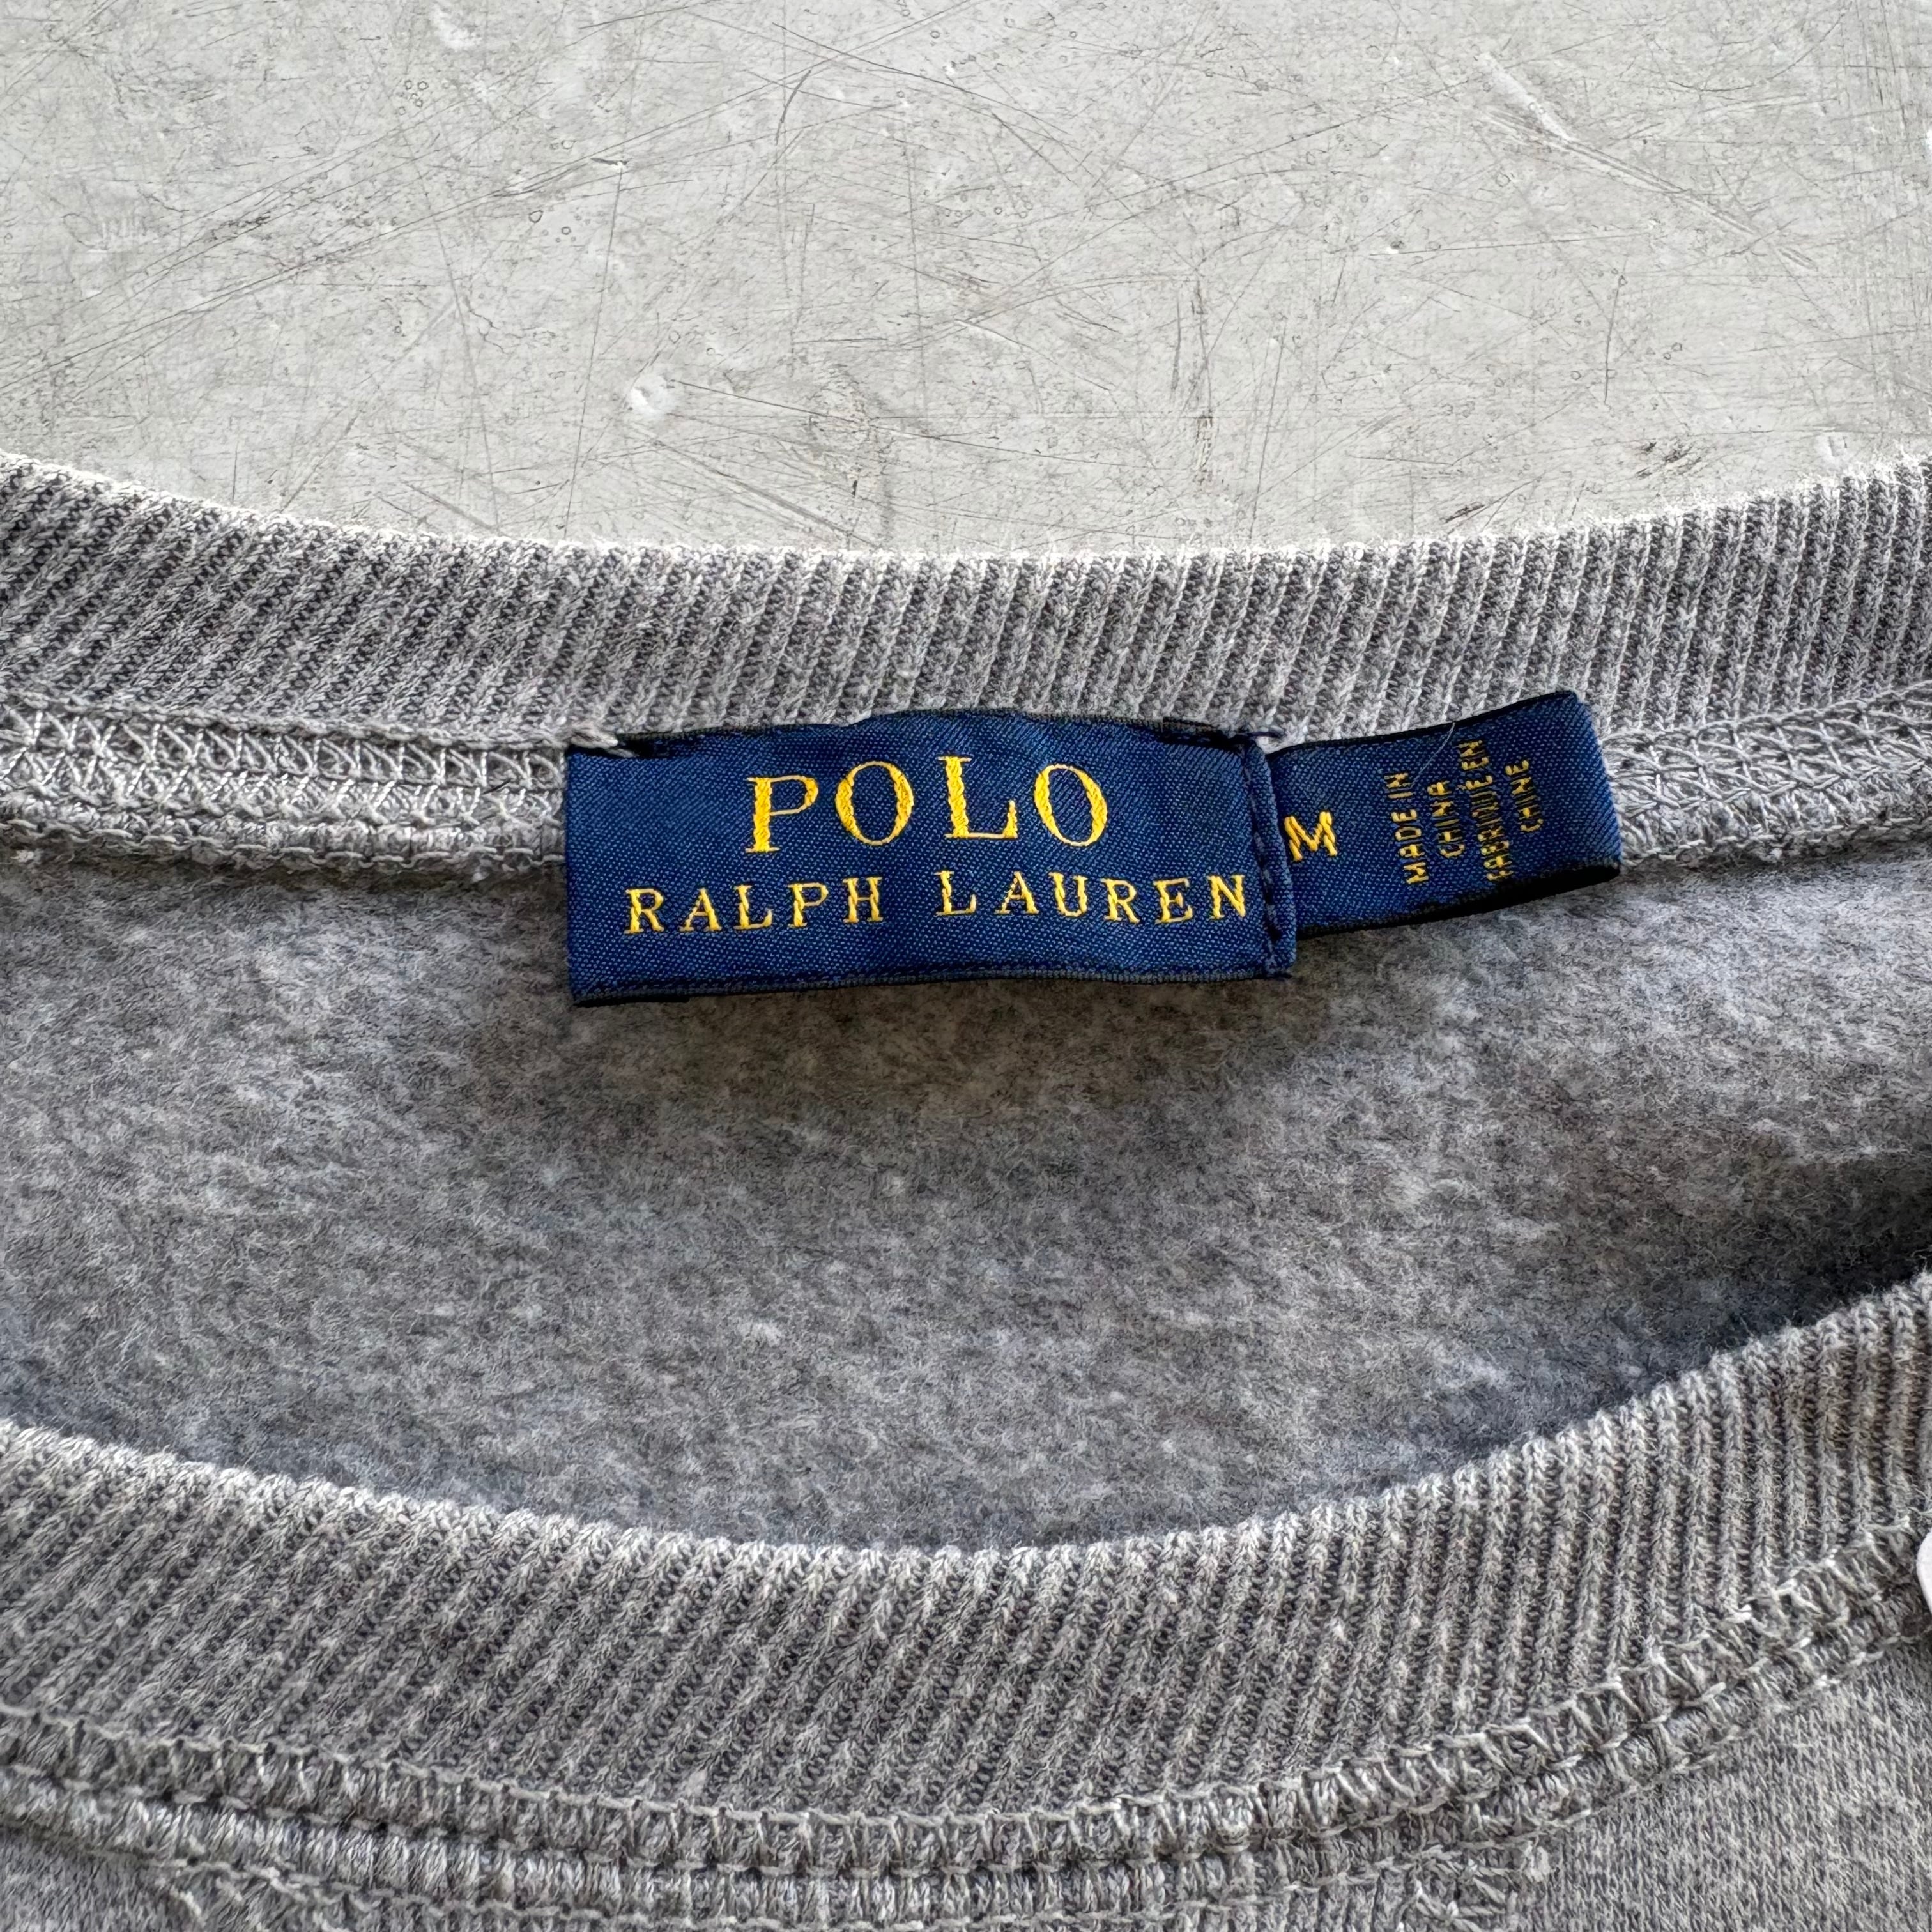 POLO
RALPH LAUREN
M
MADE IN
CHINA
FABRIQUÉ EN
CHINE